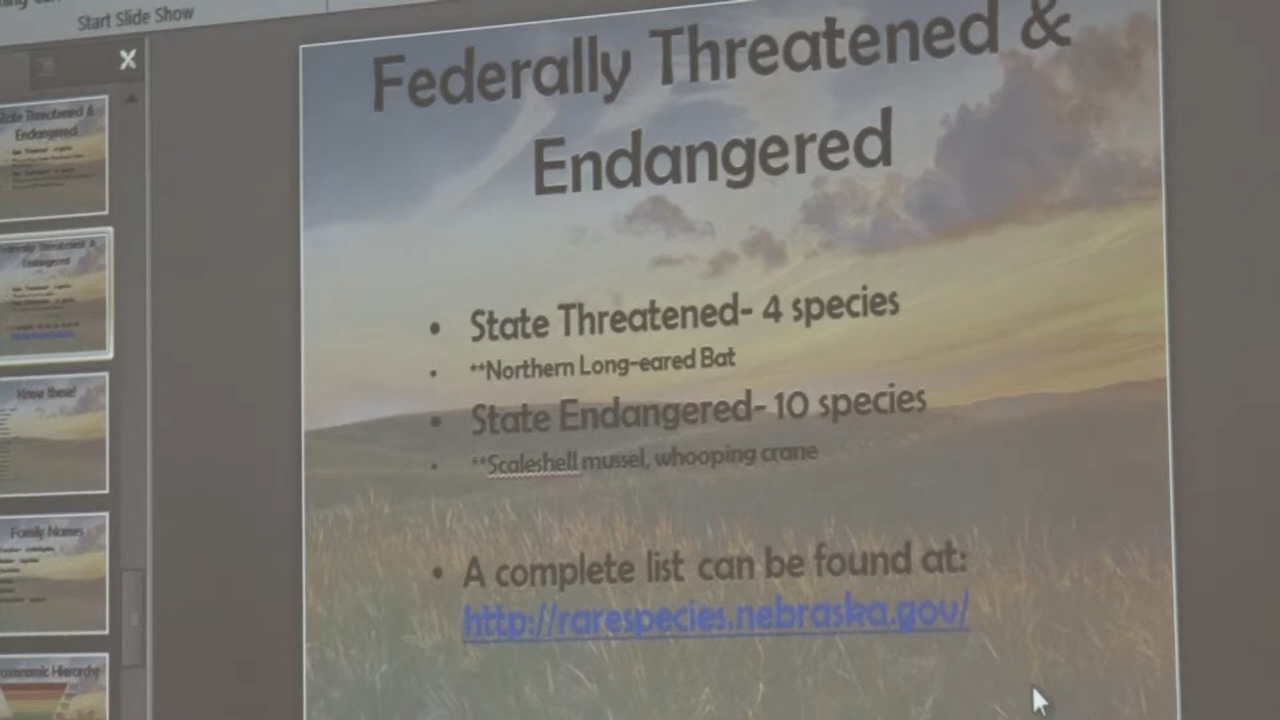 Start Slide Show
State Threatened &
Endangered
Federally Threatened &
Endangered
Know these!
Family Names
Taxonomic Hierarchy
Federally Threatened &
Endangered
• State Threatened- 4 species
• **Northern Long-eared Bat
• State Endangered- 10 species
• **Scaleshell mussel, whooping crane
• A complete list can be found at:
http://rarespecies.nebraska.gov/